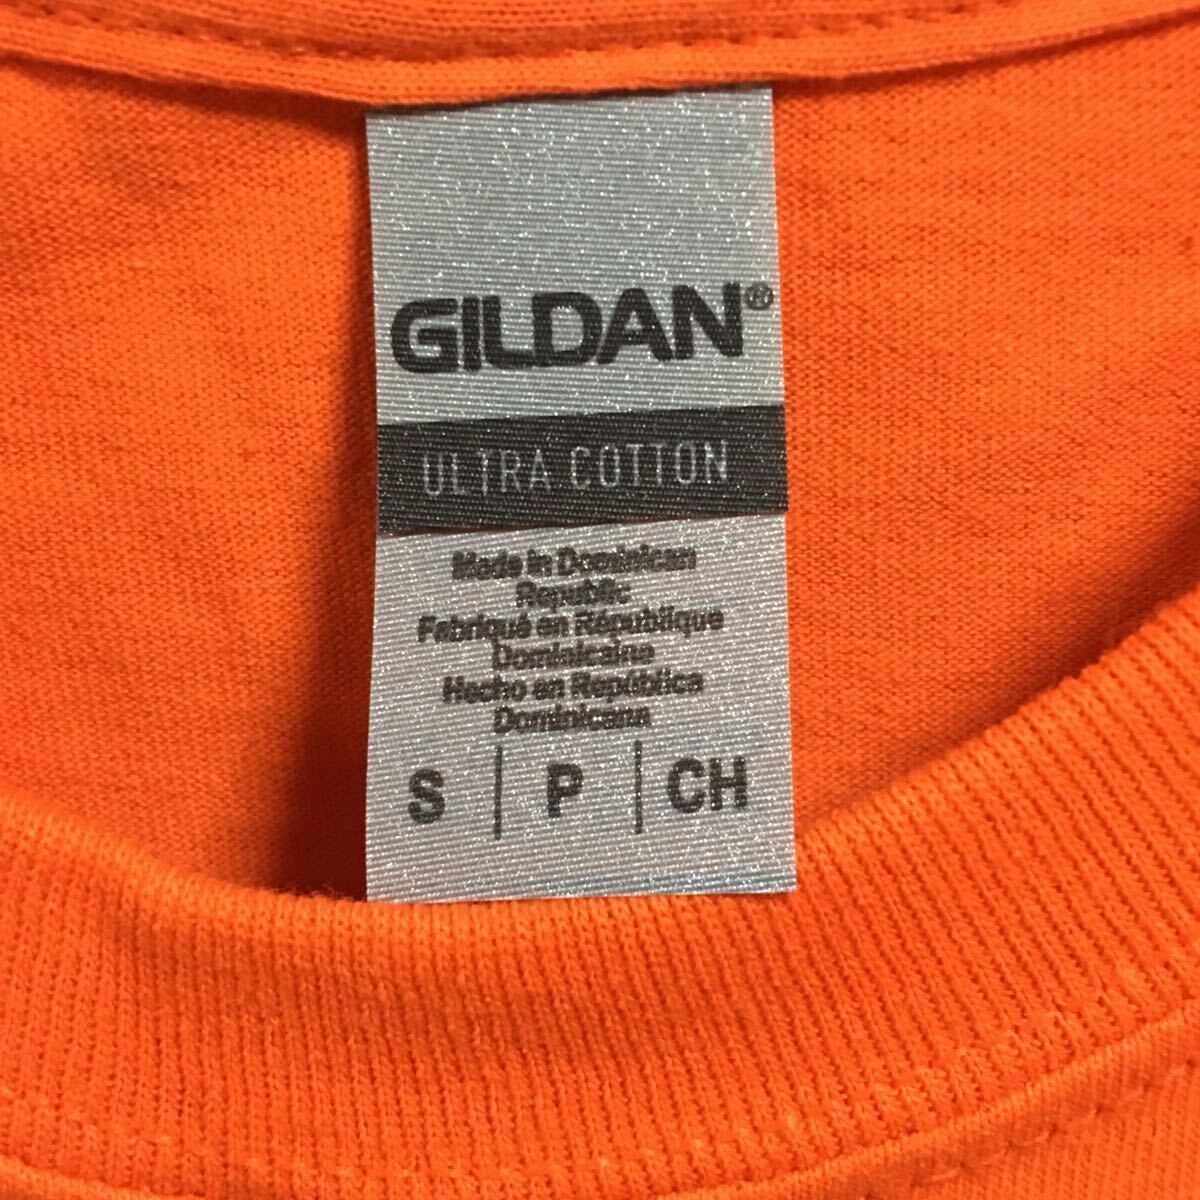 GILDAN®
ULTRA COTTON
Made in Dominican
Republic
Fabriqué en République
Dominicaine
Hecho en República
Dominicana
S | P | CH